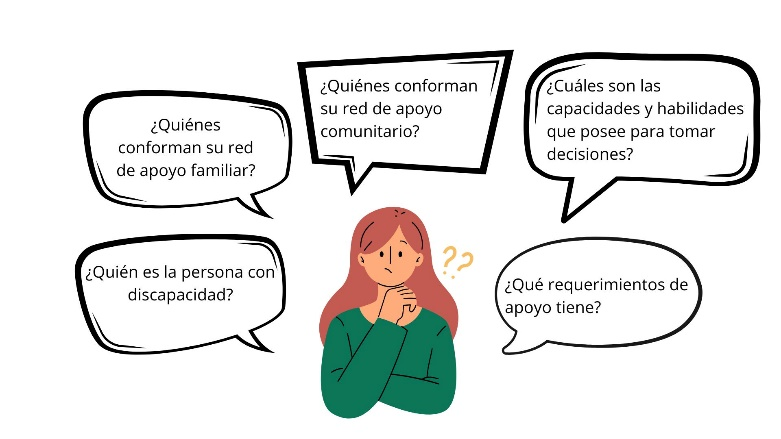 ¿Quiénes
conforman su red
de apoyo familiar?
¿Quiénes conforman
su red de apoyo
comunitario?
¿Cuáles son las
capacidades y habilidades
que posee para tomar
decisiones?
¿Quién es la persona con
discapacidad?
??
¿Qué requerimientos de
apoyo tiene?